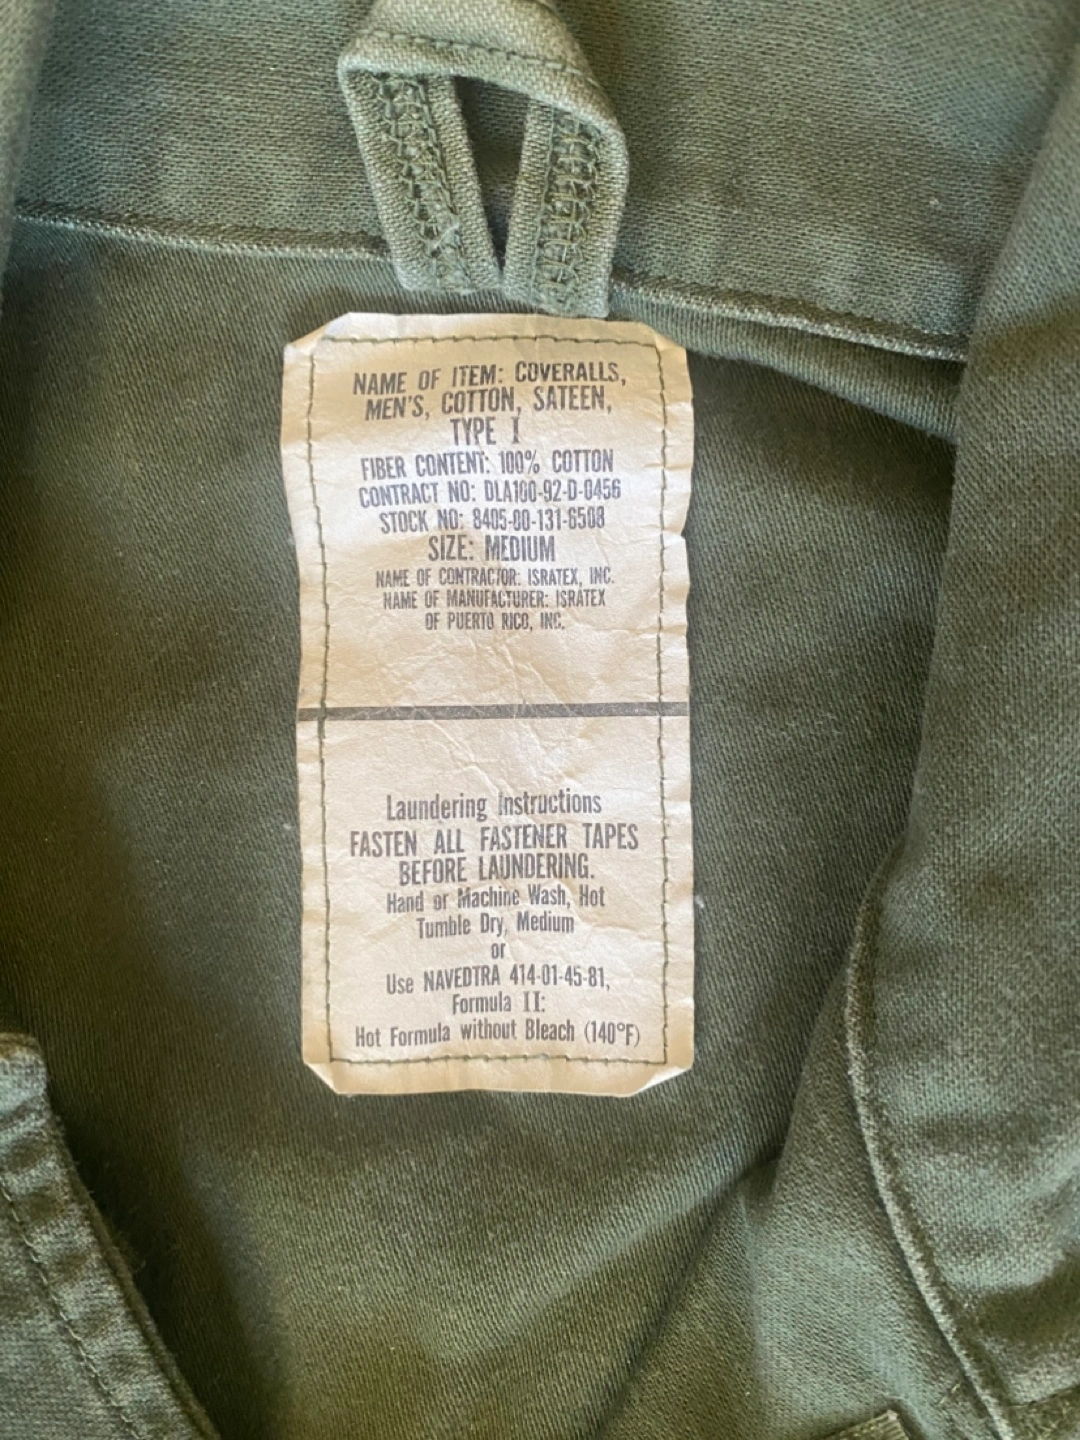 NAME OF ITEM: COVERALLS,
MEN'S, COTTON, SATEEN,
TYPE I
FIBER CONTENT: 100% COTTON
CONTRACT NO: DLA100-92-D-0456
STOCK NO: 8405-00-131-6508
SIZE: MEDIUM
NAME OF CONTRACTOR: ISRATEX, INC.
NAME OF MANUFACTURER: ISRATEX
OF PUERTO RICO, INC.
Laundering Instructions
FASTEN ALL FASTENER TAPES
BEFORE LAUNDERING.
Hand or Machine Wash, Hot
Tumble Dry, Medium
or
Use NAVEDTRA 414-01-45-81,
Formula II:
Hot Formula without Bleach (140°F)